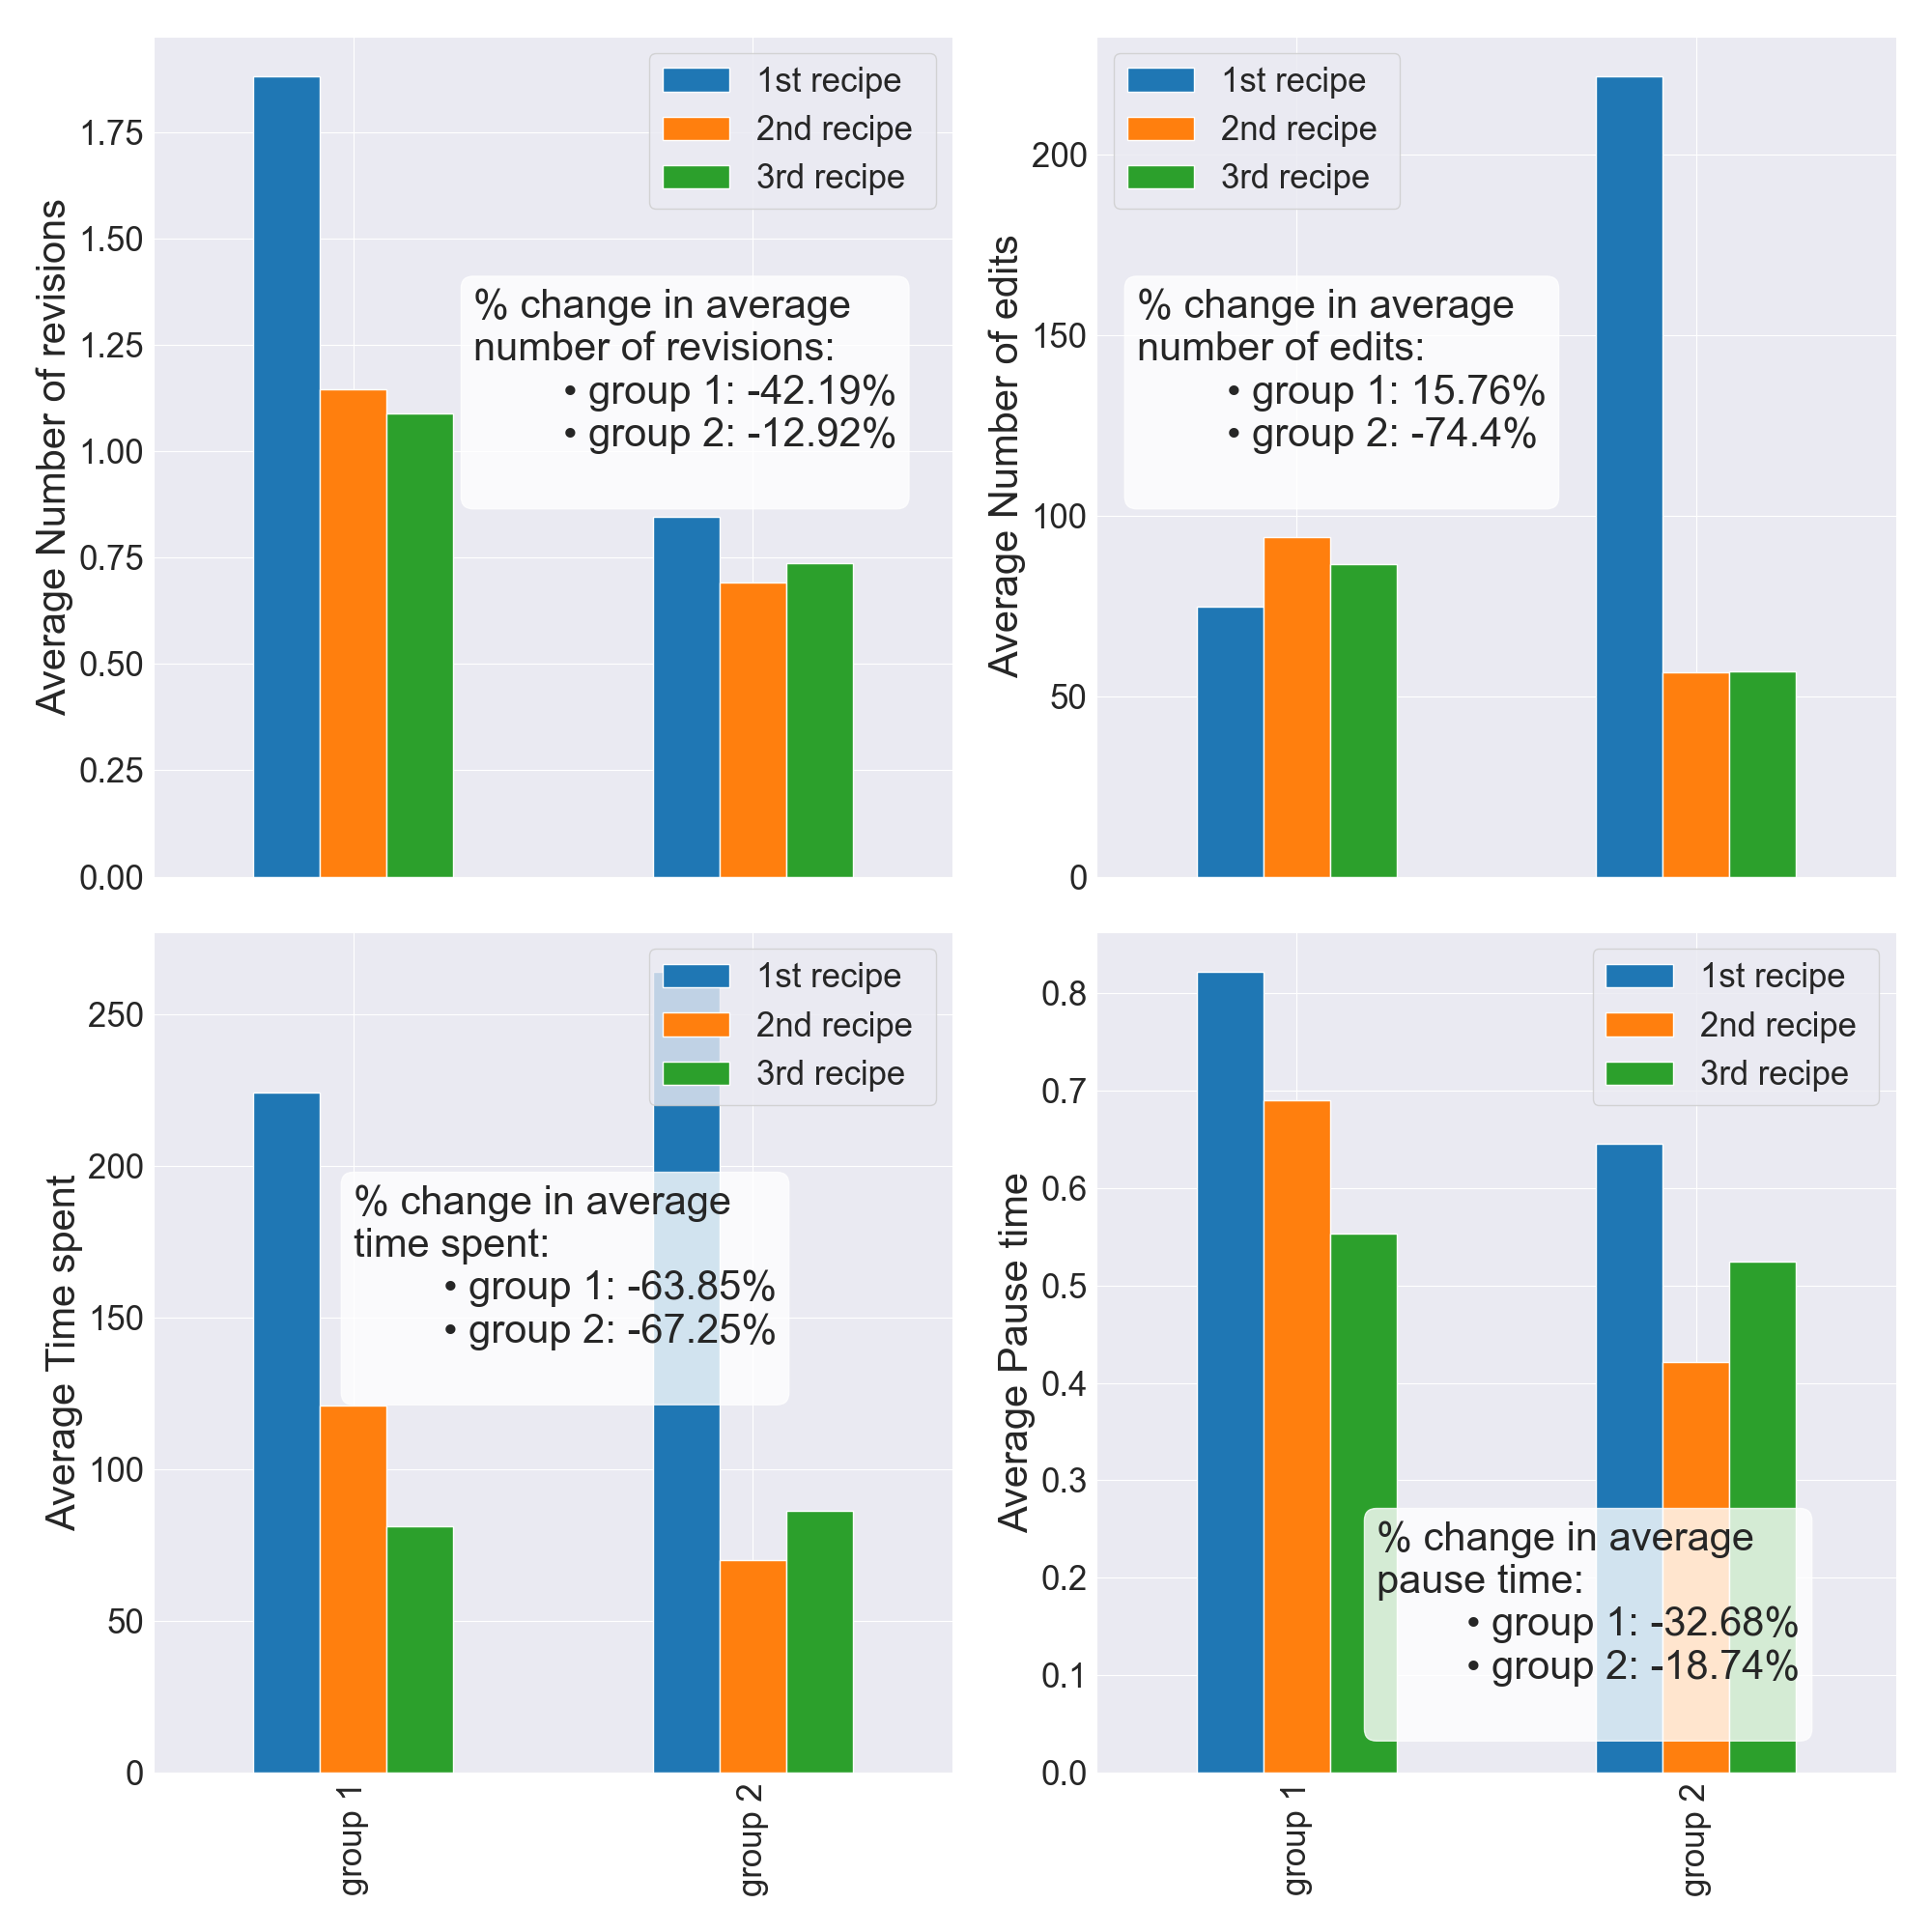 Average Number of revisions
1.75
1.50
1.25
1.00
0.75
0.50
0.25
0.00
1st recipe
2nd recipe
3rd recipe
% change in average
number of revisions:
• group 1: -42.19%
• group 2: -12.92%
Average Number of edits
200
150
100
50
0
1st recipe
2nd recipe
3rd recipe
% change in average
number of edits:
• group 1: 15.76%
• group 2: -74.4%
Average Time spent
250
200
150
100
50
0
1st recipe
2nd recipe
3rd recipe
% change in average
time spent:
• group 1: -63.85%
• group 2: -67.25%
group 1
group 2
Average Pause time
0.8
0.7
0.6
0.5
0.4
0.3
0.2
0.1
0.0
1st recipe
2nd recipe
3rd recipe
% change in average
pause time:
• group 1: -32.68%
• group 2: -18.74%
group 1
group 2